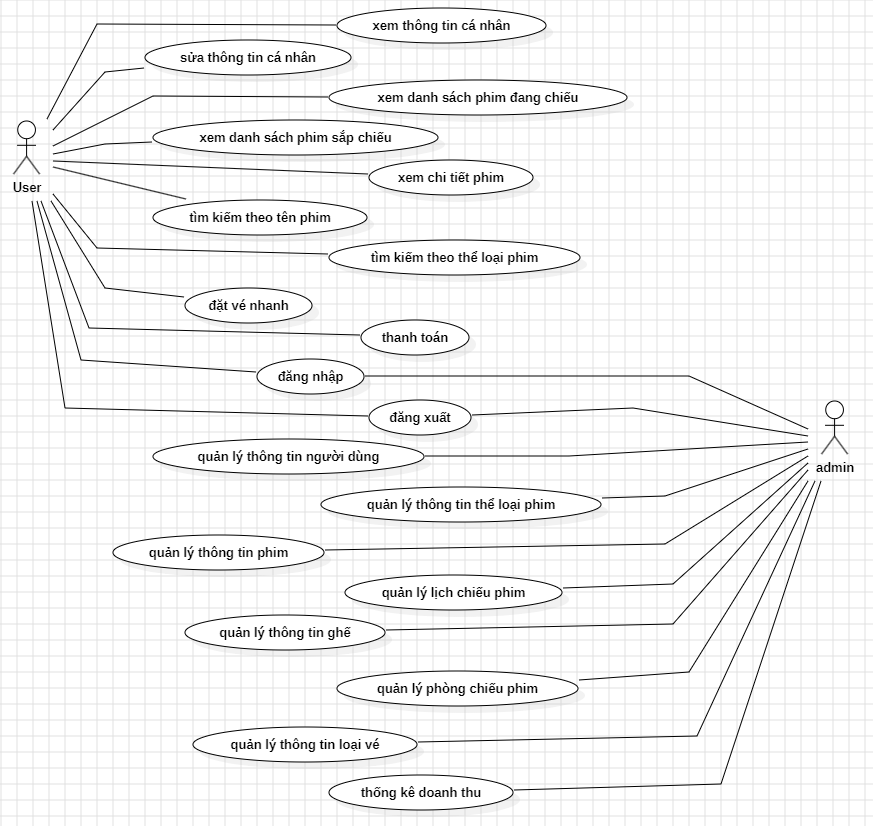 xem thông tin cá nhân
sửa thông tin cá nhân
xem danh sách phim đang chiếu
xem danh sách phim sắp chiếu
xem chi tiết phim
User
tìm kiếm theo tên phim
tìm kiếm theo thể loại phim
đặt vé nhanh
thanh toán
đăng nhập
đăng xuất
quản lý thông tin người dùng
admin
quản lý thông tin thể loại phim
quản lý thông tin phim
quản lý lịch chiếu phim
quản lý thông tin ghế
quản lý phòng chiếu phim
quản lý thông tin loại vé
thống kê doanh thu